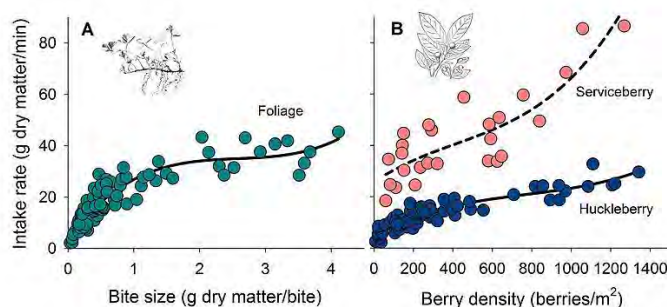 A
B
Foliage
Serviceberry
Huckleberry
Intake rate (g dry matter/min)
80
60
40
20
0
0 1 2 3 4
0 200 400 600 800 1000 1200 1400
Bite size (g dry matter/bite)
Berry density (berries/m²)